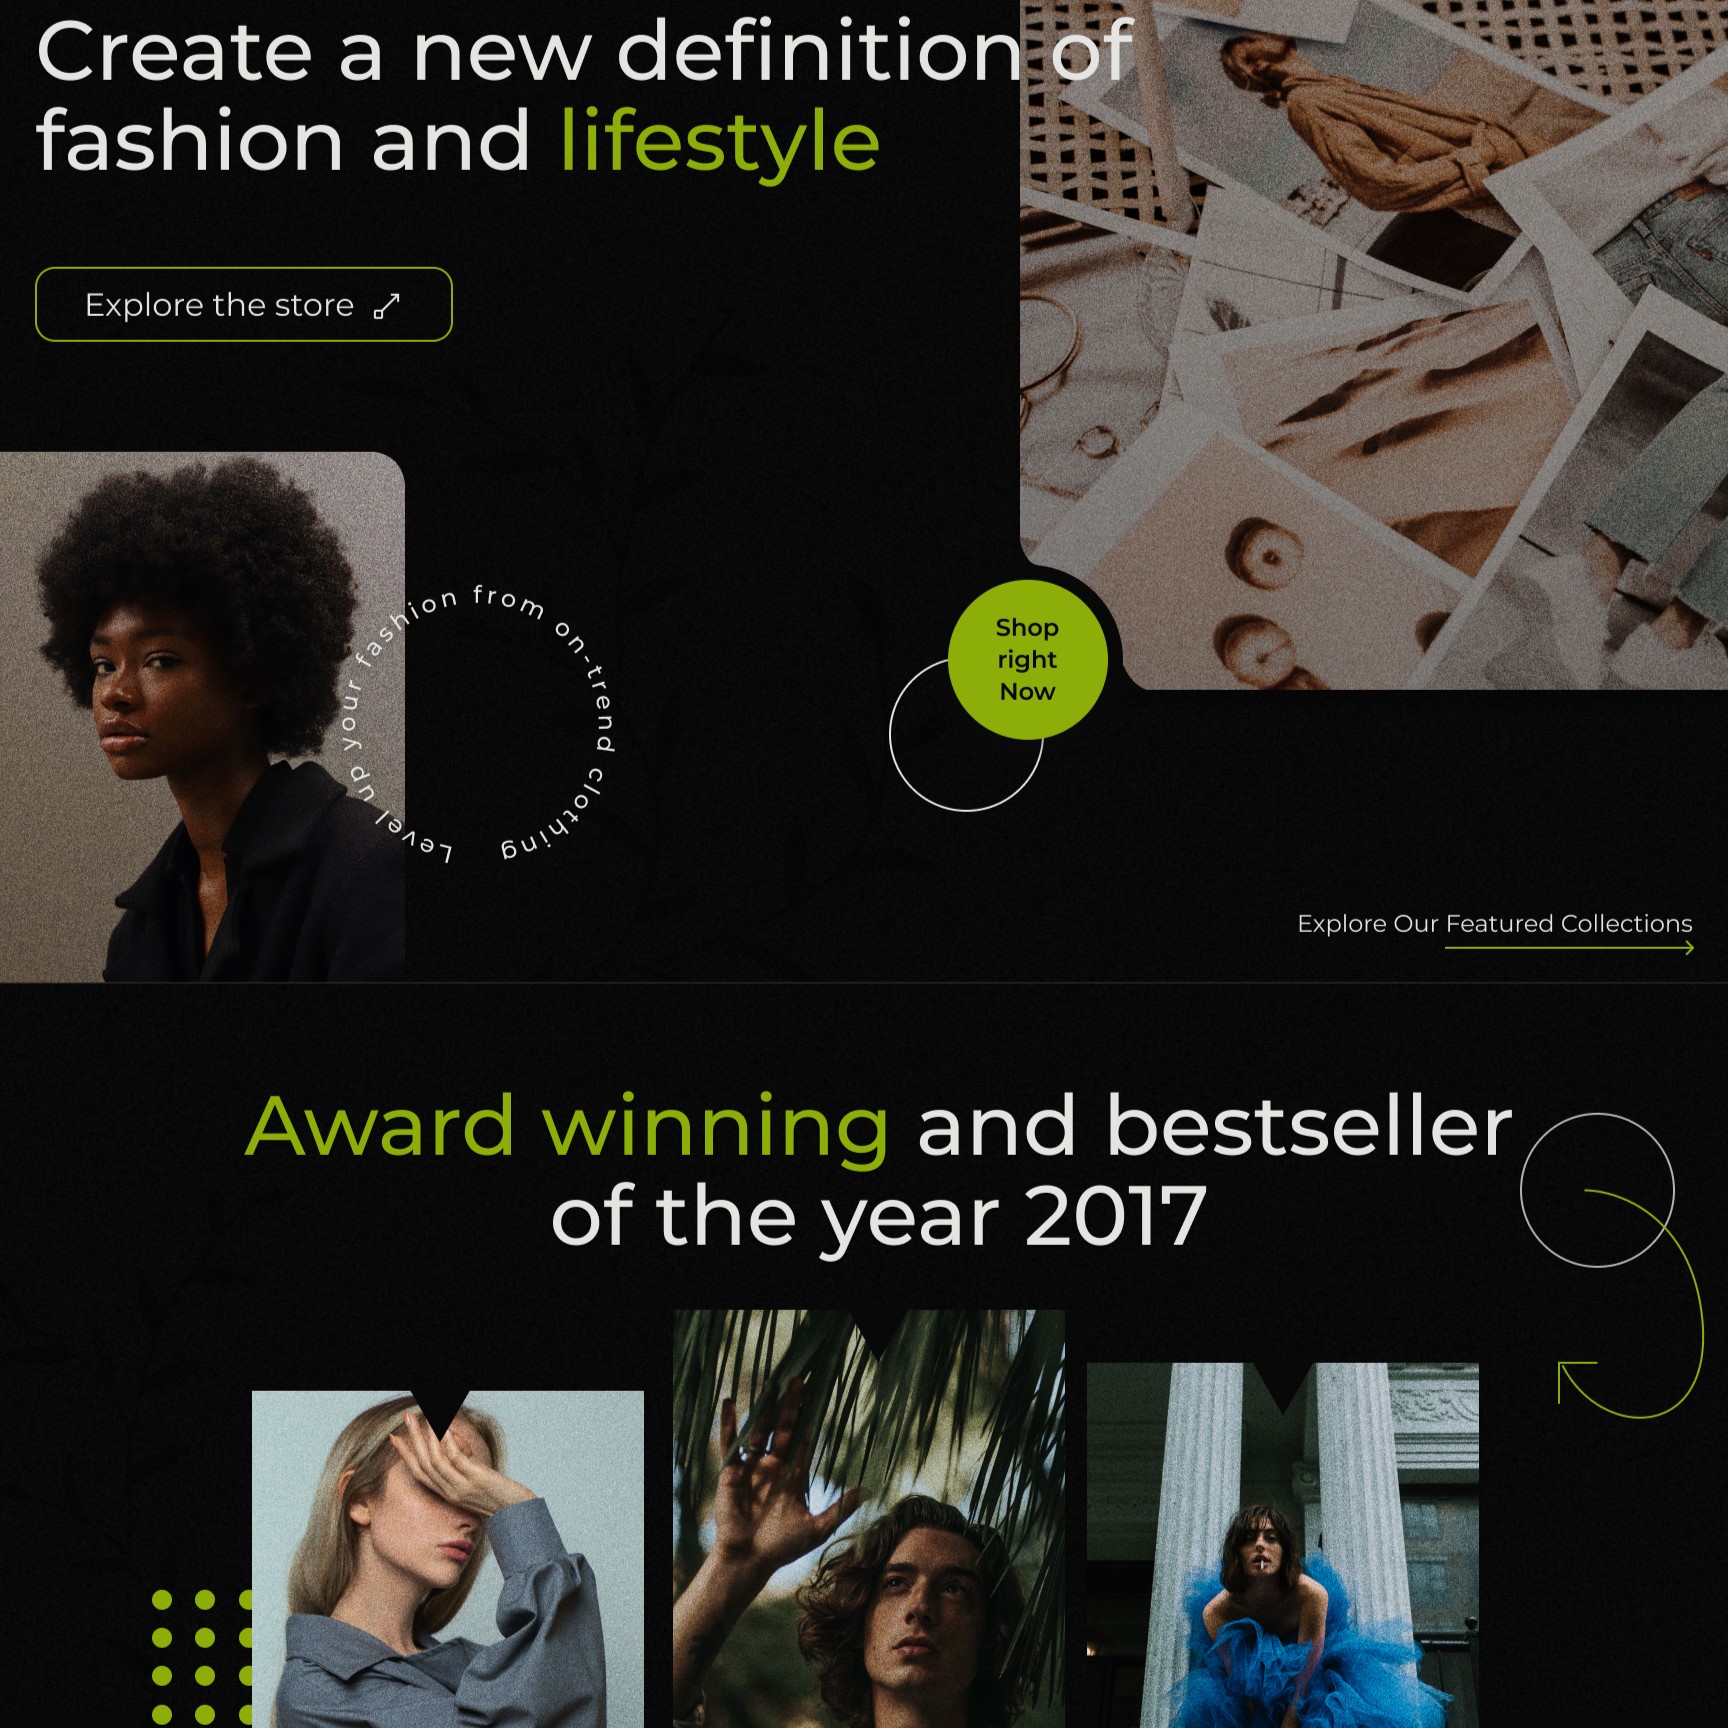 Create a new definition of
fashion and lifestyle
Explore the store
Level up your fashion from on-trend clothing
Shop
right
Now
Explore Our Featured Collections
Award winning and bestseller
of the year 2017